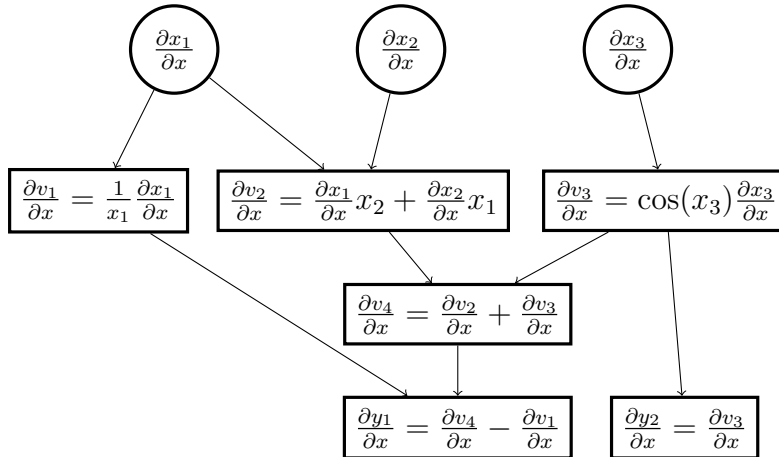 ∂x₁/∂x
∂x₂/∂x
∂x₃/∂x
∂v₁/∂x = 1/x₁ ∂x₁/∂x
∂v₂/∂x = ∂x₁/∂x x₂ + ∂x₂/∂x x₁
∂v₃/∂x = cos(x₃) ∂x₃/∂x
∂v₄/∂x = ∂v₂/∂x + ∂v₃/∂x
∂y₁/∂x = ∂v₄/∂x − ∂v₁/∂x
∂y₂/∂x = ∂v₃/∂x